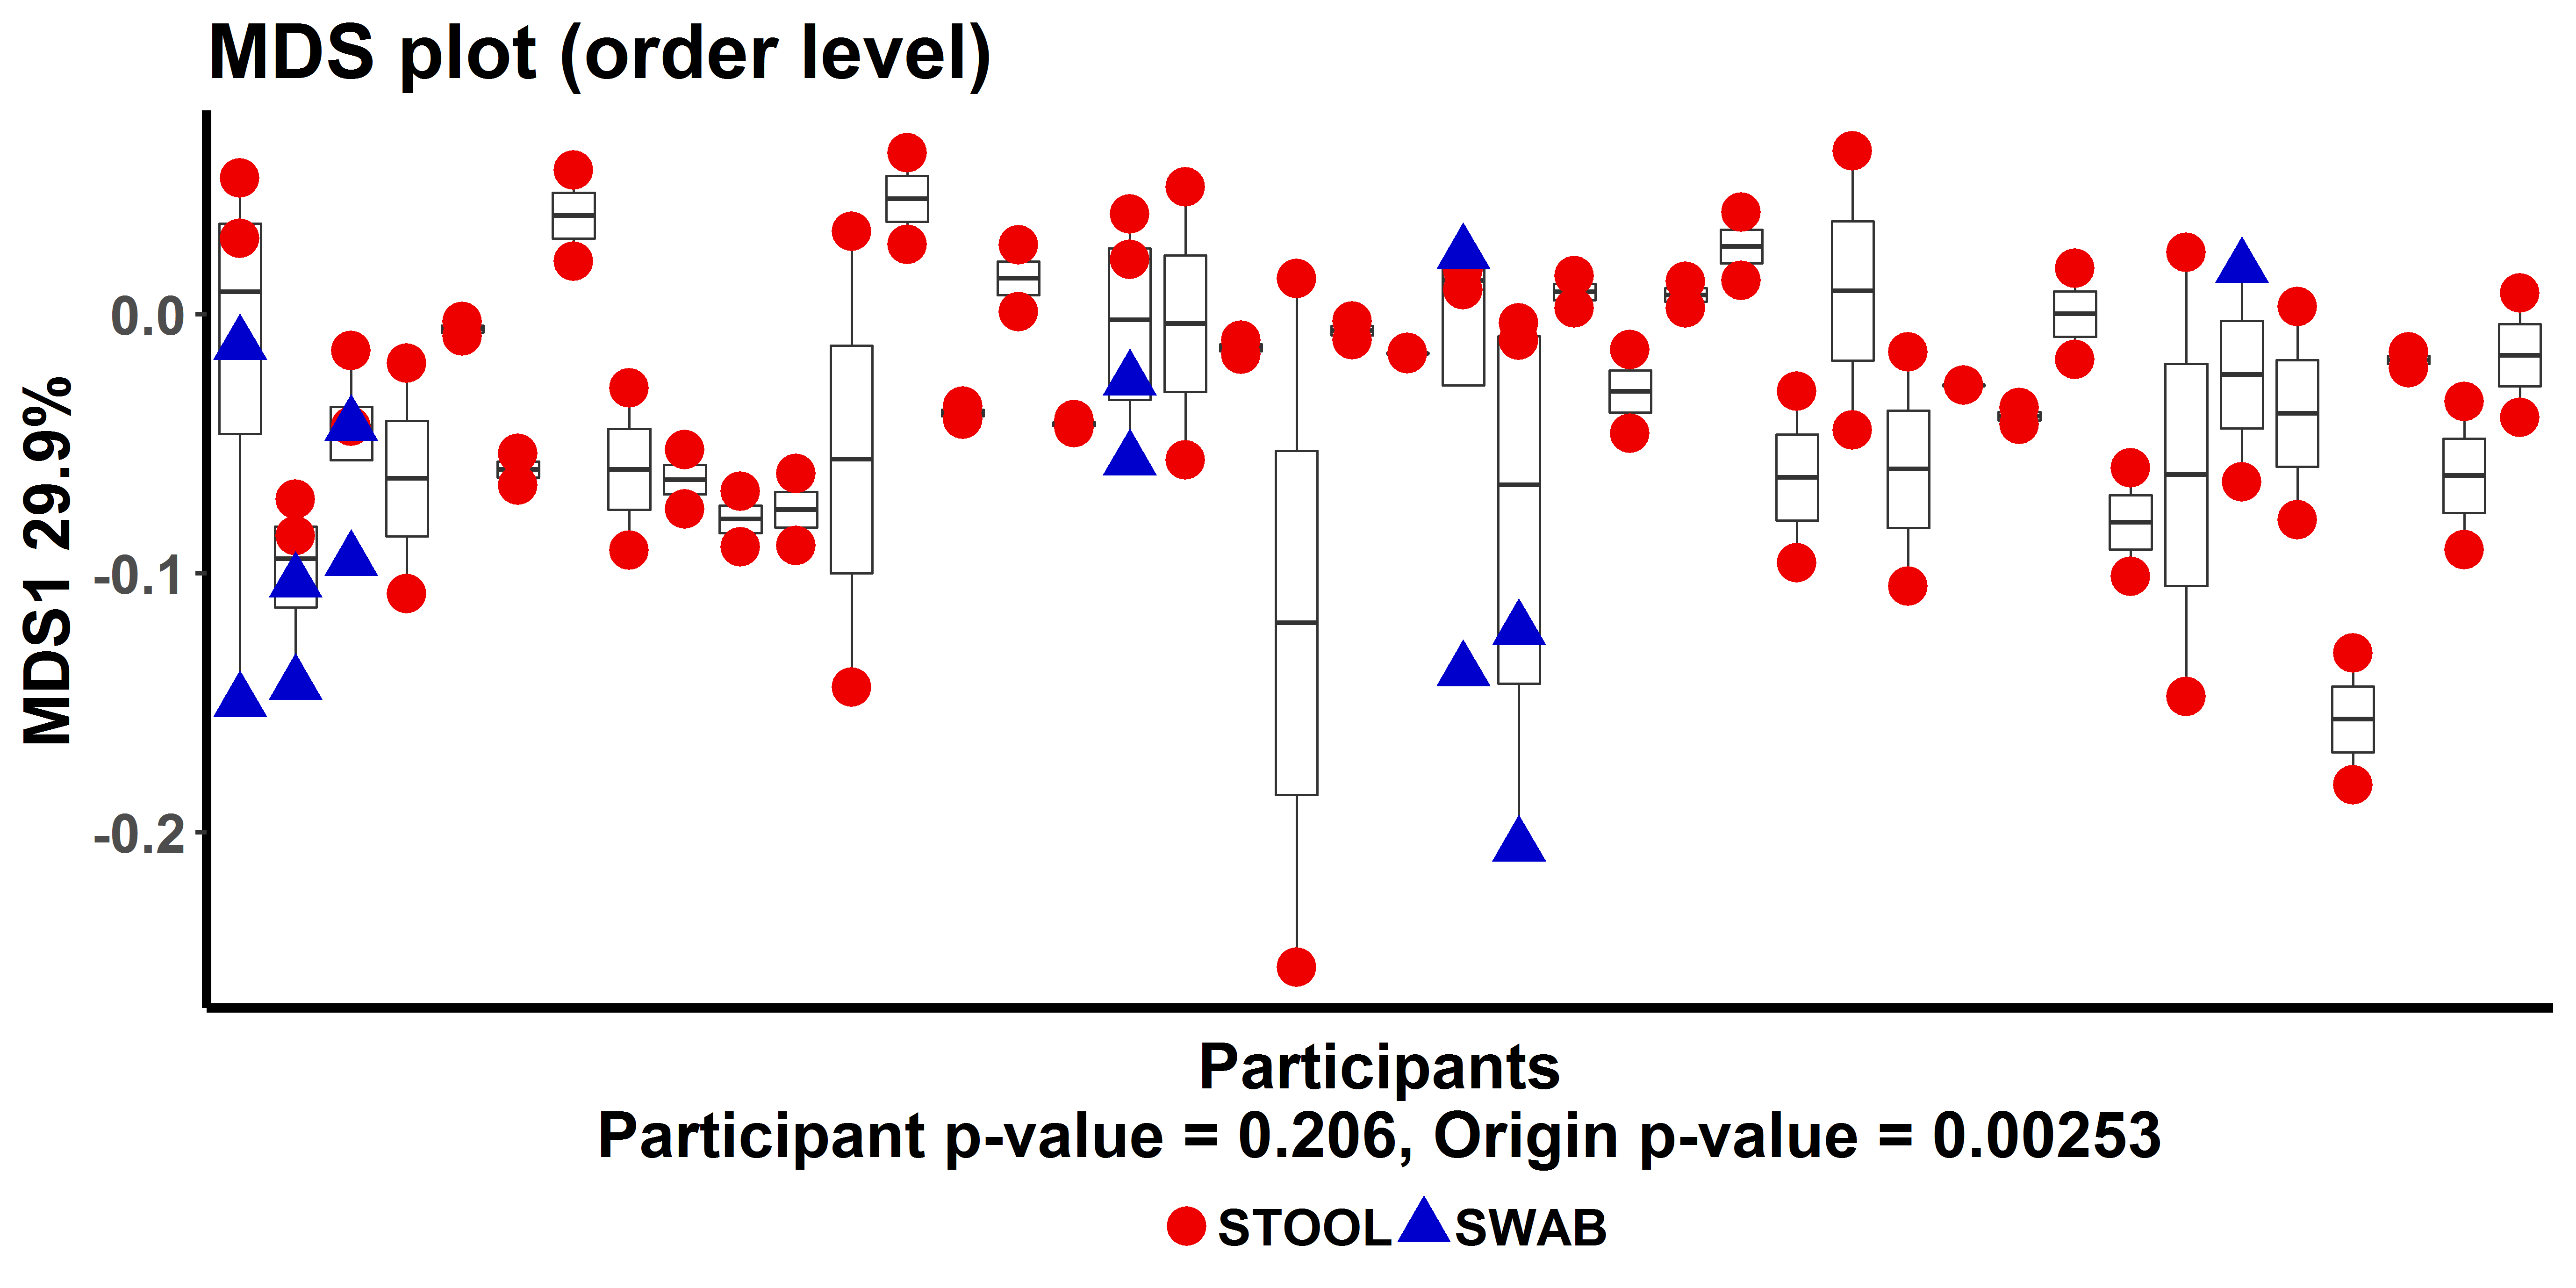 MDS plot (order level)
MDS1 29.9%
0.0
-0.1
-0.2
Participants
Participant p-value = 0.206, Origin p-value = 0.00253
STOOL SWAB